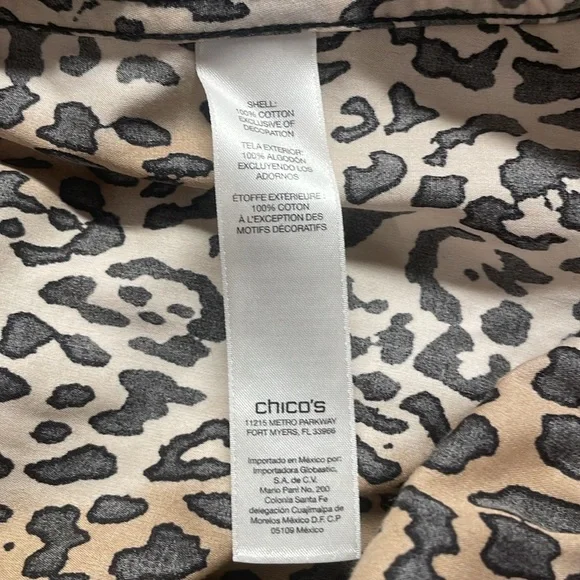 SHELL:
100% COTTON
EXCLUSIVE OF
DECORATION
TELA EXTERIOR:
100% ALGODÓN
EXCLUYENDO LOS
ADORNOS
ÉTOFFE EXTÉRIEURE :
100% COTON
À L'EXCEPTION DES
MOTIFS DÉCORATIFS
chico's
11215 METRO PARKWAY
FORT MYERS, FL 33966
Importado en México por:
Importadora Globastic,
S.A. de C.V.
Mario Pani No. 200
Colonia Santa Fe
delegación Cuajimalpa de
Morelos México D.F. C.P
05109 México